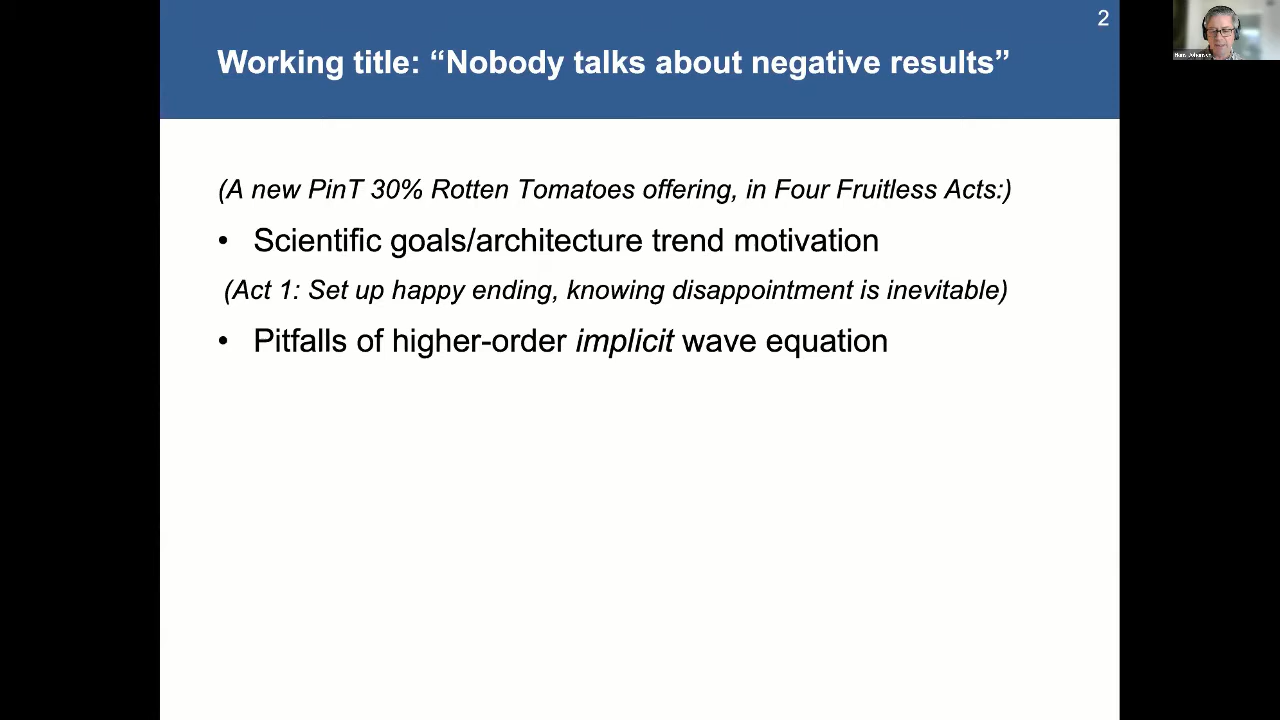 2
Working title: “Nobody talks about negative results”
(A new PinT 30% Rotten Tomatoes offering, in Four Fruitless Acts:)
• Scientific goals/architecture trend motivation
(Act 1: Set up happy ending, knowing disappointment is inevitable)
• Pitfalls of higher-order implicit wave equation